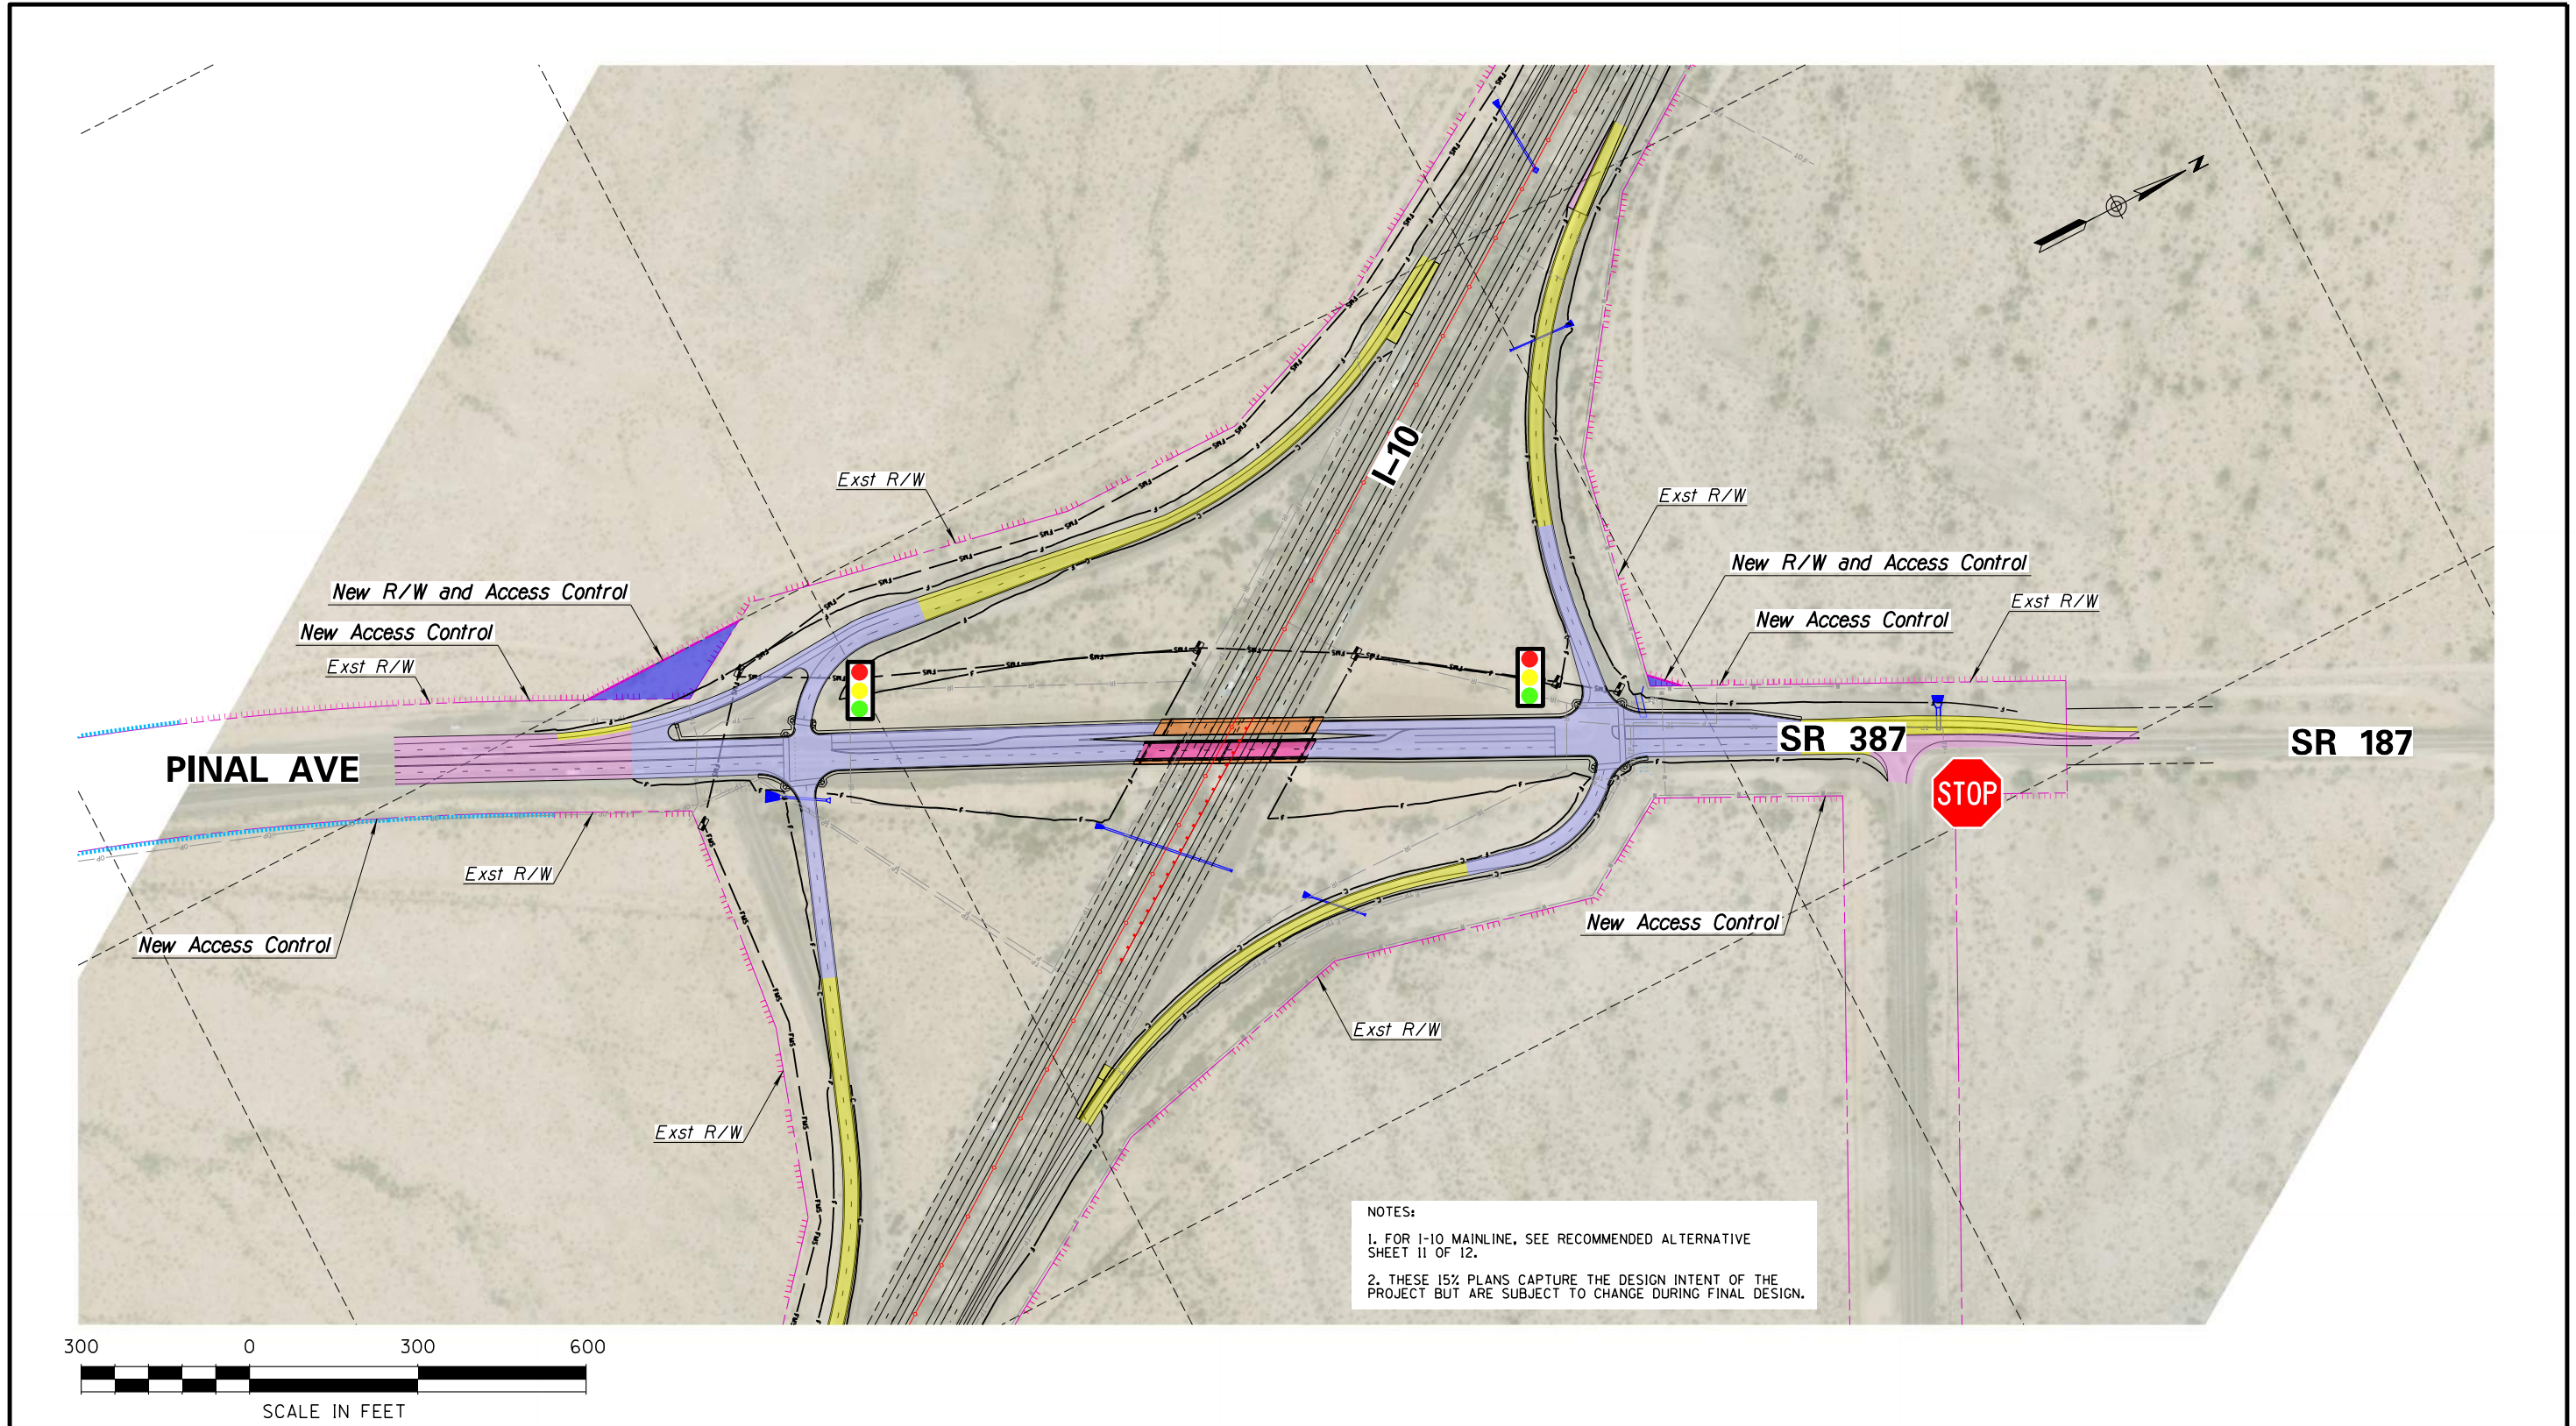 N
I-10
Exst R/W
Exst R/W
New R/W and Access Control
New R/W and Access Control
New Access Control
Exst R/W
New Access Control
Exst R/W
PINAL AVE
SR 387
SR 187
STOP
Exst R/W
New Access Control
New Access Control
Exst R/W
Exst R/W
NOTES:
1. FOR I-10 MAINLINE, SEE RECOMMENDED ALTERNATIVE
SHEET 11 OF 12.
2. THESE 15% PLANS CAPTURE THE DESIGN INTENT OF THE
PROJECT BUT ARE SUBJECT TO CHANGE DURING FINAL DESIGN.
300 0 300 600
SCALE IN FEET